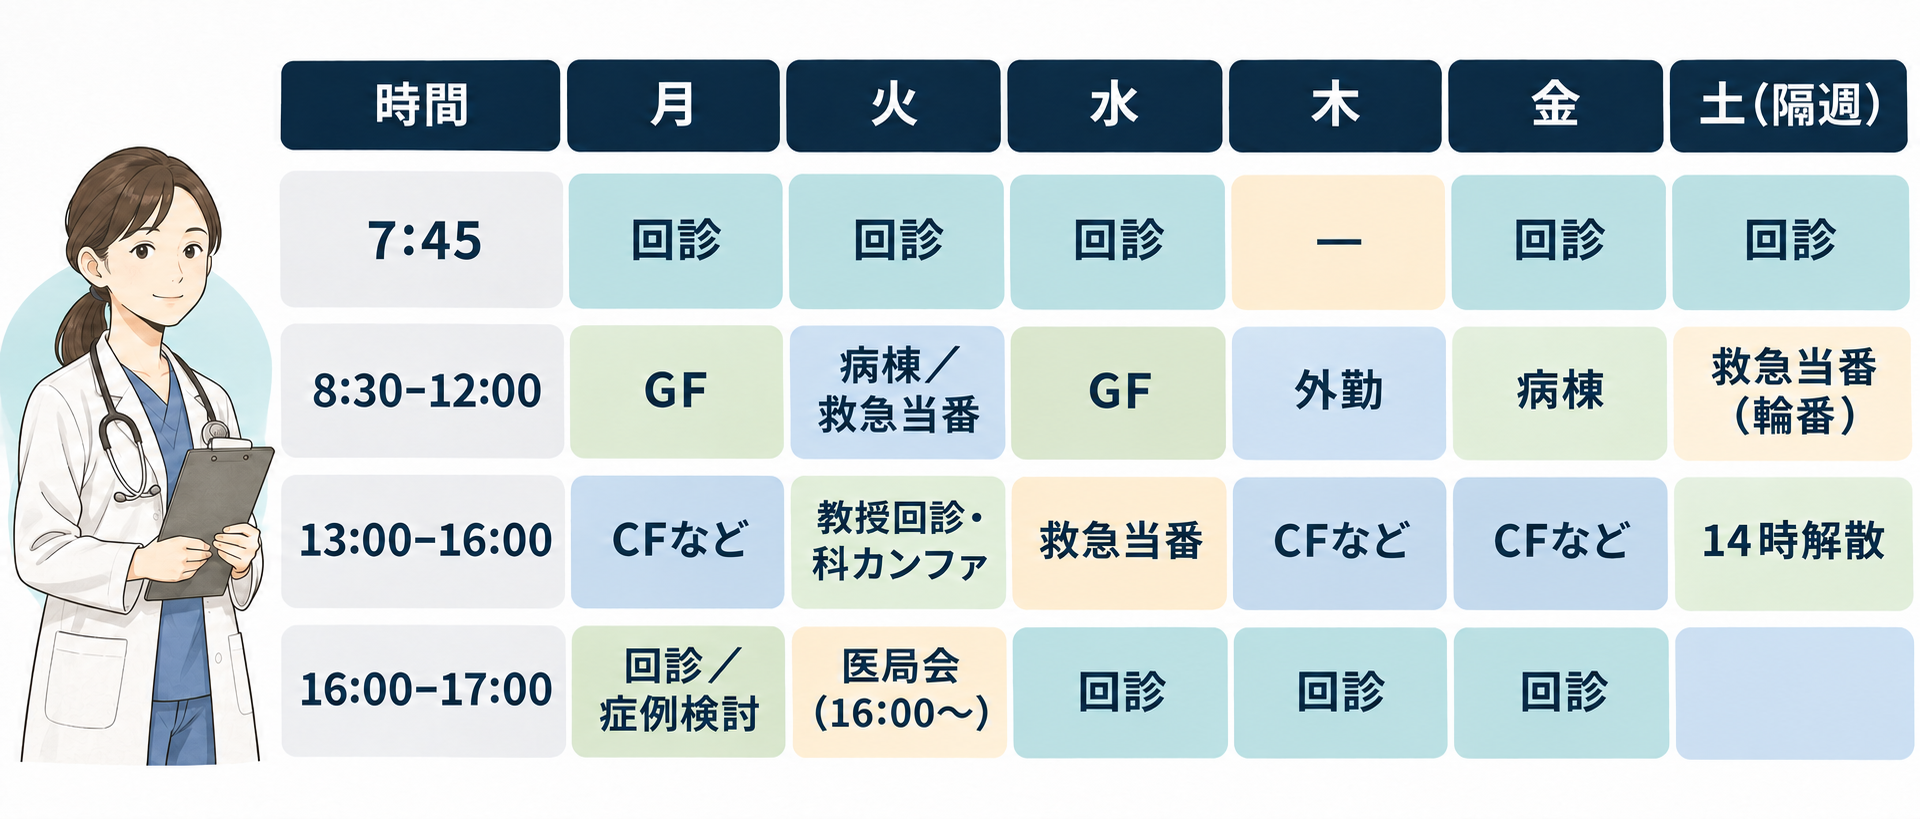 時間 月 火 水 木 金 土(隔週)
7:45 回診 回診 回診 — 回診 回診
8:30-12:00 GF 病棟／
救急当番 GF 外勤 病棟 救急当番
(輪番)
13:00-16:00 CFなど 教授回診・
科カンファ 救急当番 CFなど CFなど 14時解散
16:00-17:00 回診／
症例検討 医局会
(16:00～) 回診 回診 回診